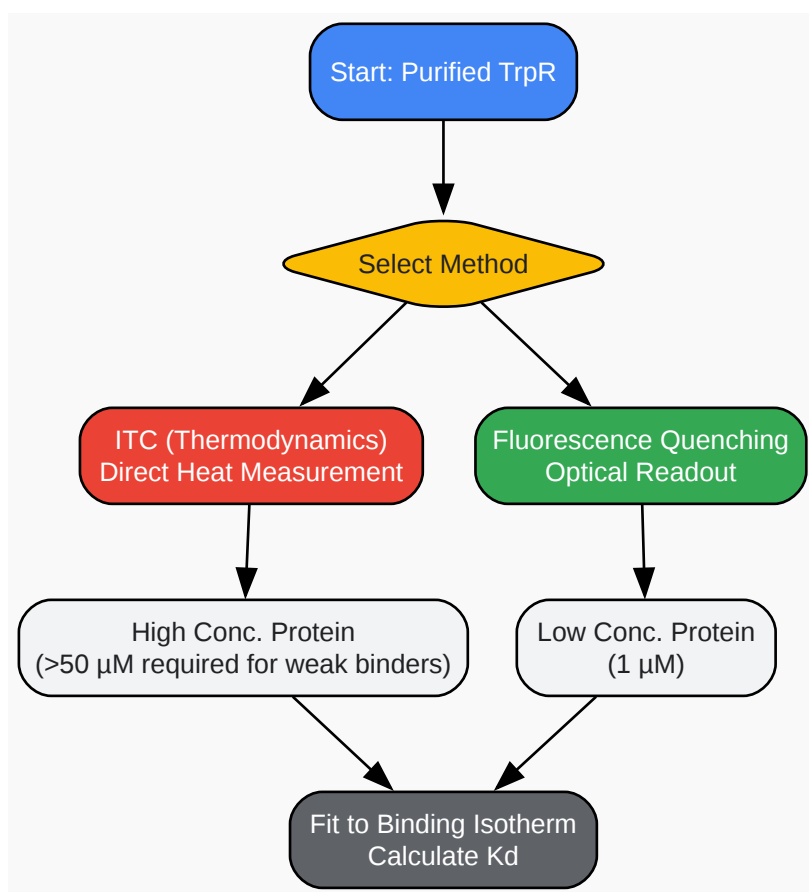 Start: Purified TrpR
Select Method
ITC (Thermodynamics)
Direct Heat Measurement
Fluorescence Quenching
Optical Readout
High Conc. Protein
(>50 µM required for weak binders)
Low Conc. Protein
(1 µM)
Fit to Binding Isotherm
Calculate Kd